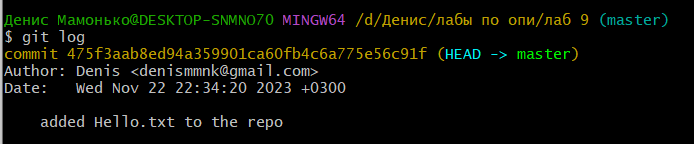 Денис Мамонько@DESKTOP-SNMNO70 MINGW64 /d/Денис/лабы по опи/лаб 9 (master)
$ git log
commit 475f3aab8ed94a359901ca60fb4c6a775e56c91f (HEAD -> master)
Author: Denis <denismmnk@gmail.com>
Date:   Wed Nov 22 22:34:20 2023 +0300
    added Hello.txt to the repo